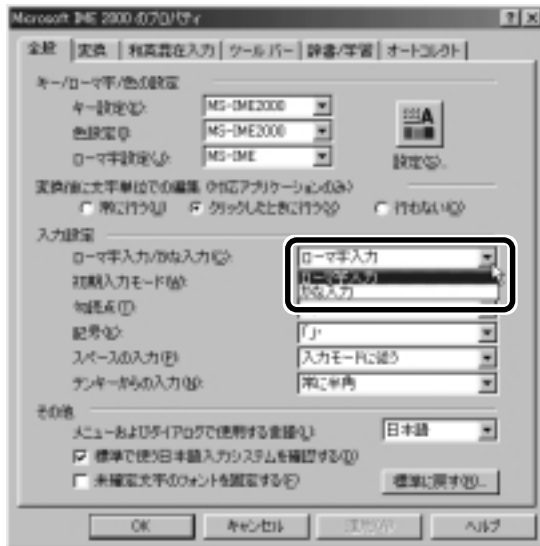 Microsoft IME 2000 のプロパティ
全般 変換 和英混在入力 ツール バー 辞書/学習 オートコレクト
キー/ローマ字/色の設定
キー設定(K): MS-IME2000
色設定(I): MS-IME2000
ローマ字設定(J): MS-IME
設定(G)...
変換後に文字単位での編集 (対応アプリケーションのみ)
常に行う(U) クリックしたときに行う(X) 行わない(Q)
入力設定
ローマ字入力/かな入力(C): ローマ字入力
ローマ字入力
かな入力
初期入力モード(W):
句読点(T):
記号(K): 「」・
スペースの入力(P): 入力モードに従う
テンキーからの入力(N): 常に半角
その他
メニューおよびダイアログで使用する言語(L): 日本語
標準で使う日本語入力システムを確認する(D)
未確定文字のフォントを固定する(F)
標準に戻す(R)...
OK キャンセル 適用(A) ヘルプ